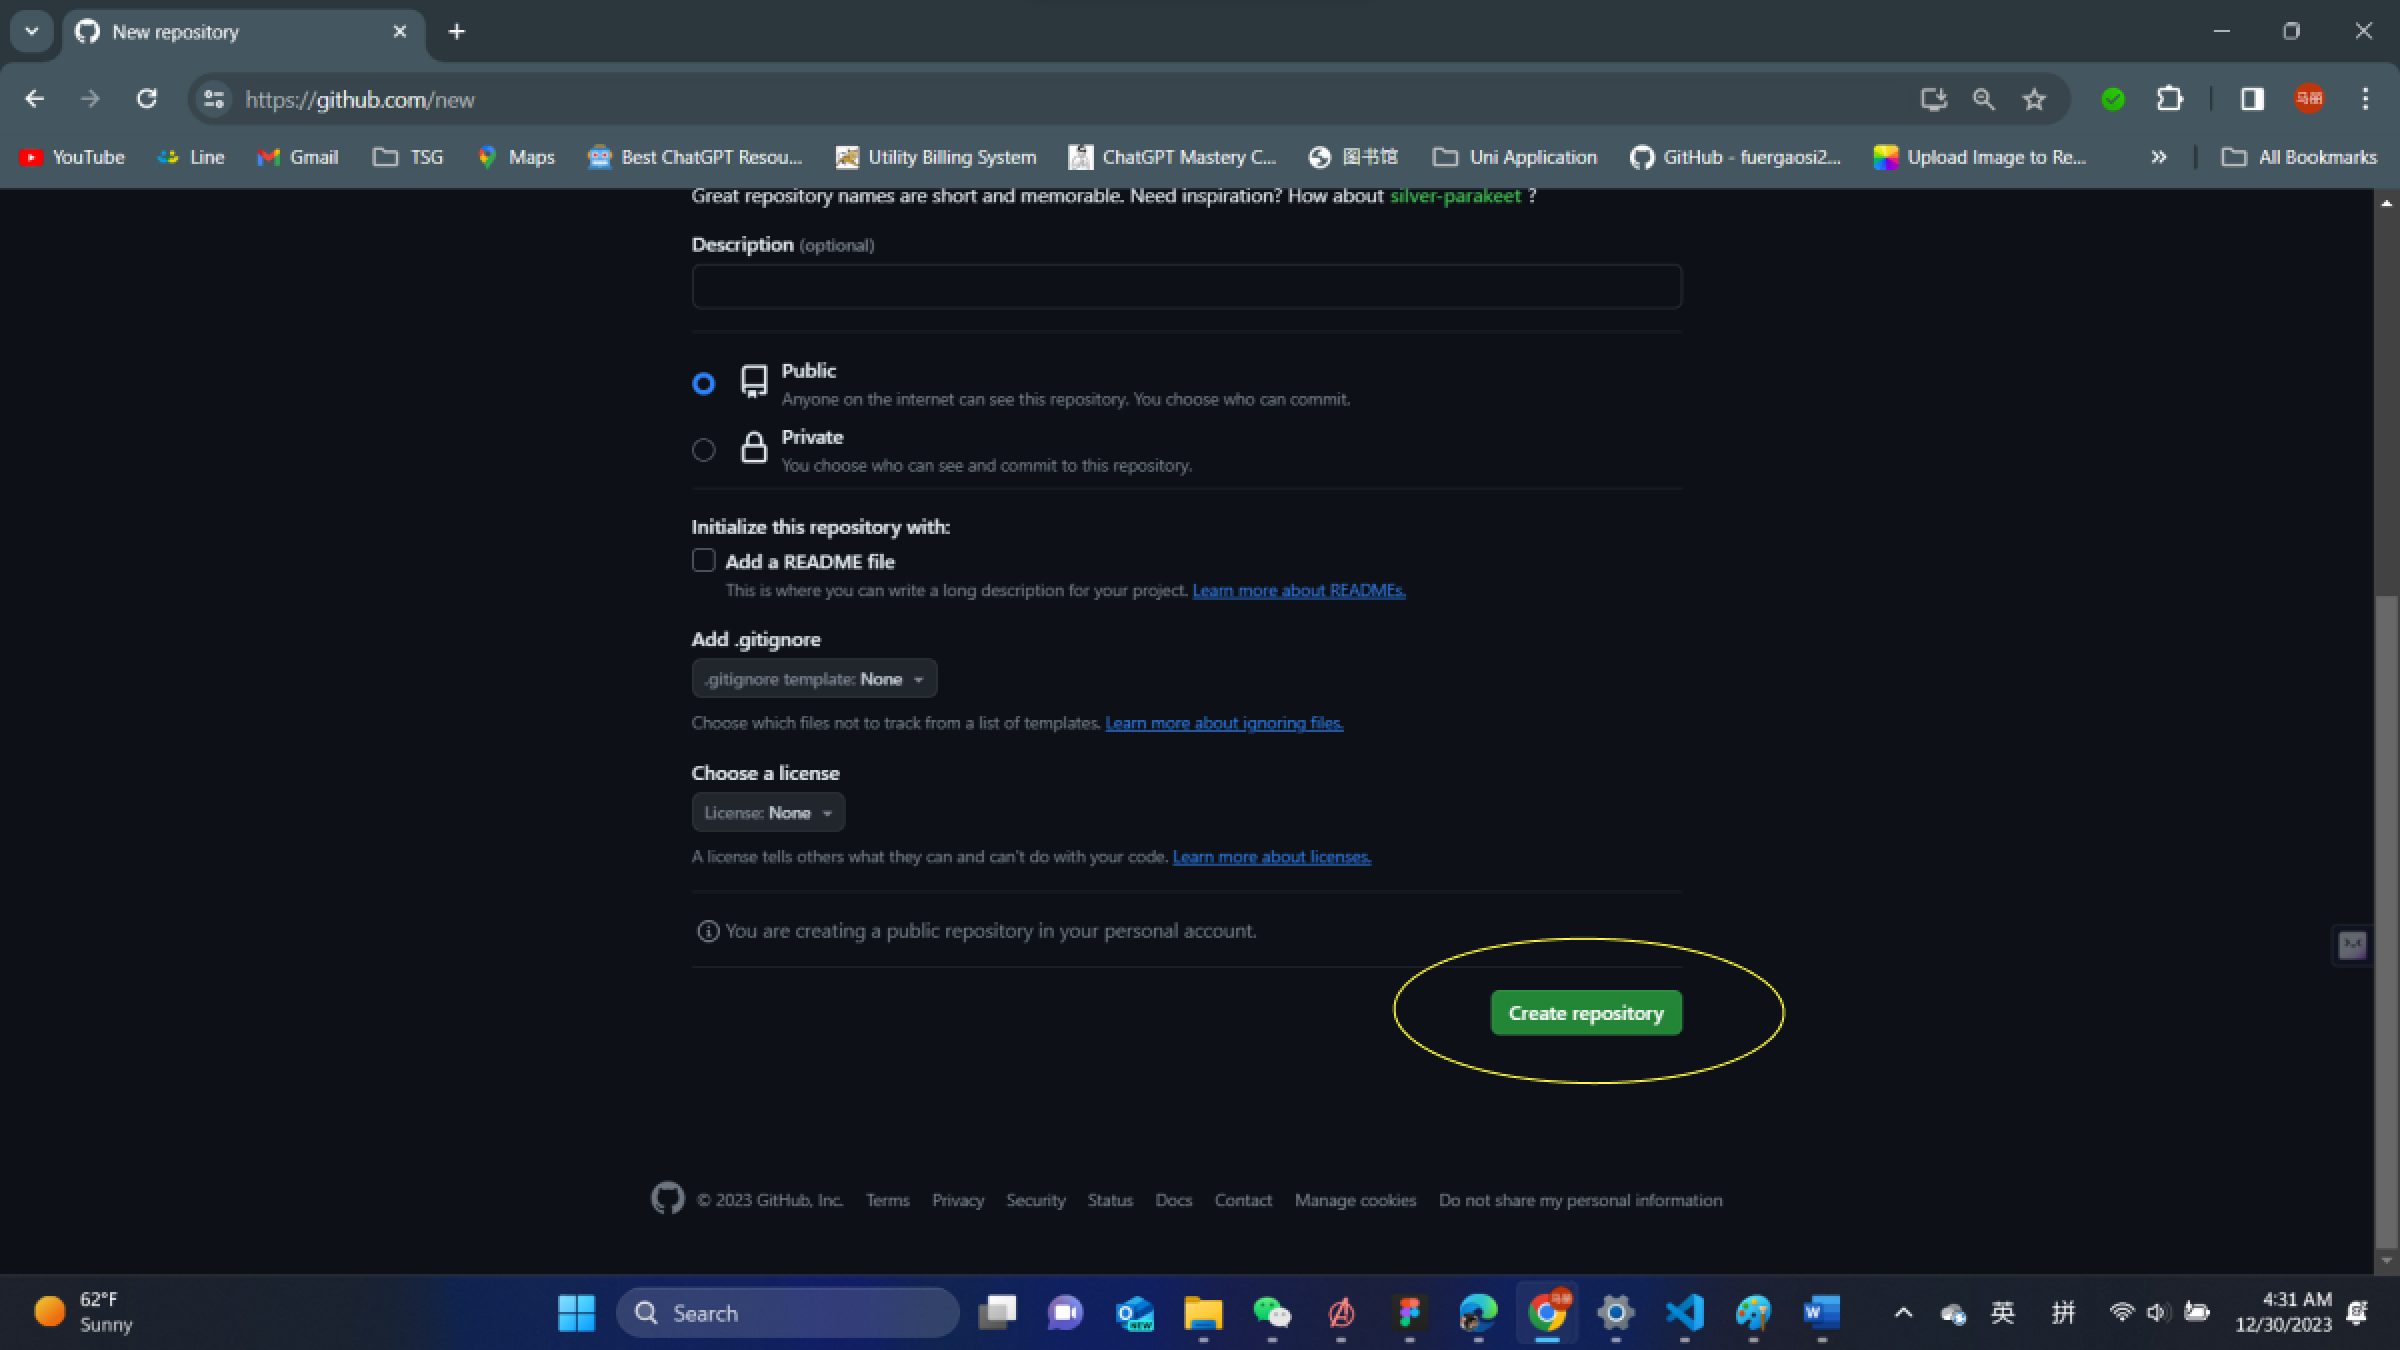 New repository
https://github.com/new
马丽
YouTube Line Gmail TSG Maps Best ChatGPT Resou... Utility Billing System ChatGPT Mastery C... 图书馆 Uni Application GitHub - fuergaosi2... Upload Image to Re... » All Bookmarks
Great repository names are short and memorable. Need inspiration? How about silver-parakeet ?
Description (optional)
Public
Anyone on the internet can see this repository. You choose who can commit.
Private
You choose who can see and commit to this repository.
Initialize this repository with:
Add a README file
This is where you can write a long description for your project. Learn more about READMEs.
Add .gitignore
.gitignore template: None
Choose which files not to track from a list of templates. Learn more about ignoring files.
Choose a license
License: None
A license tells others what they can and can't do with your code. Learn more about licenses.
You are creating a public repository in your personal account.
Create repository
© 2023 GitHub, Inc. Terms Privacy Security Status Docs Contact Manage cookies Do not share my personal information
62°F
Sunny
Search
NEW
英 拼
4:31 AM
12/30/2023